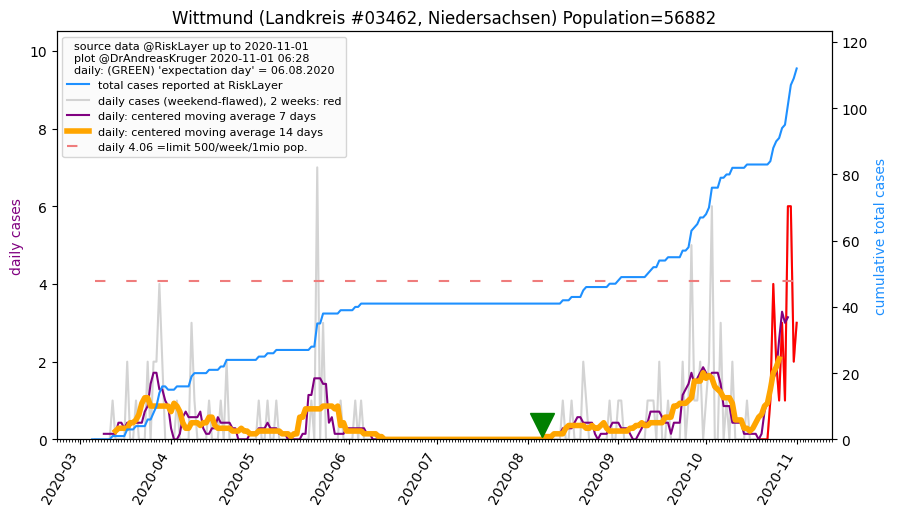 Wittmund (Landkreis #03462, Niedersachsen) Population=56882
source data @RiskLayer up to 2020-11-01
plot @DrAndreasKruger 2020-11-01 06:28
daily: (GREEN) 'expectation day' = 06.08.2020
total cases reported at RiskLayer
daily cases (weekend-flawed), 2 weeks: red
daily: centered moving average 7 days
daily: centered moving average 14 days
daily 4.06 =limit 500/week/1mio pop.
daily cases
10
8
6
4
2
0
cumulative total cases
120
100
80
60
40
20
0
2020-03
2020-04
2020-05
2020-06
2020-07
2020-08
2020-09
2020-10
2020-11